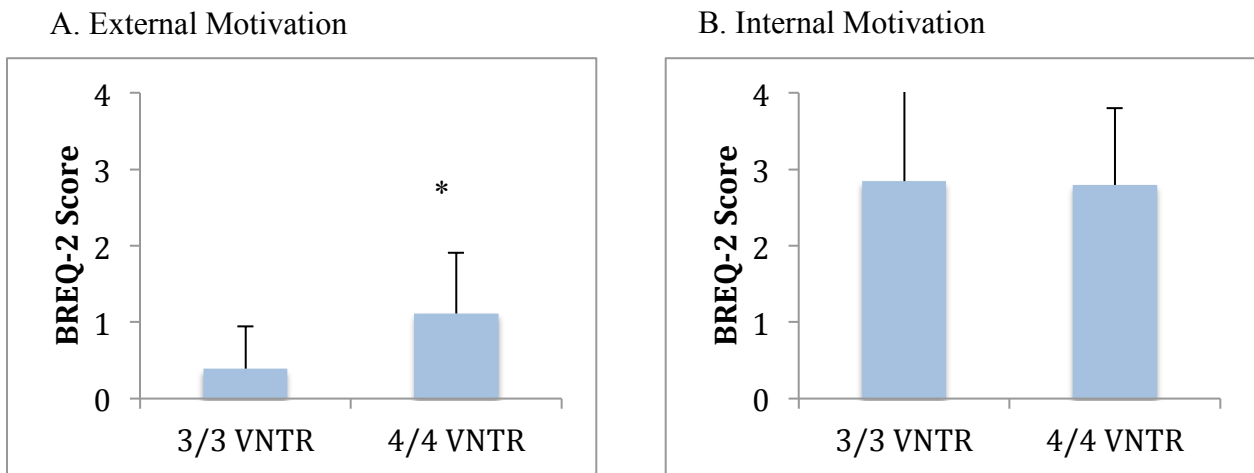 A. External Motivation
BREQ-2 Score
4
3
2
1
0
*
3/3 VNTR 4/4 VNTR
B. Internal Motivation
BREQ-2 Score
4
3
2
1
0
3/3 VNTR 4/4 VNTR